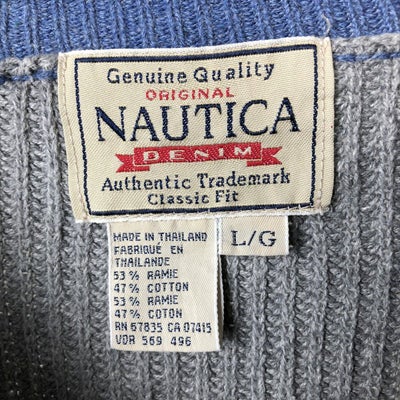 Genuine Quality
ORIGINAL
NAUTICA
DENIM
Authentic Trademark
Classic Fit
L/G
MADE IN THAILAND
FABRIQUE EN
THAILANDE
53% RAMIE
47% COTTON
53% RAMIE
47% COTON
RN 67835 CA 07415
VDR 569 496